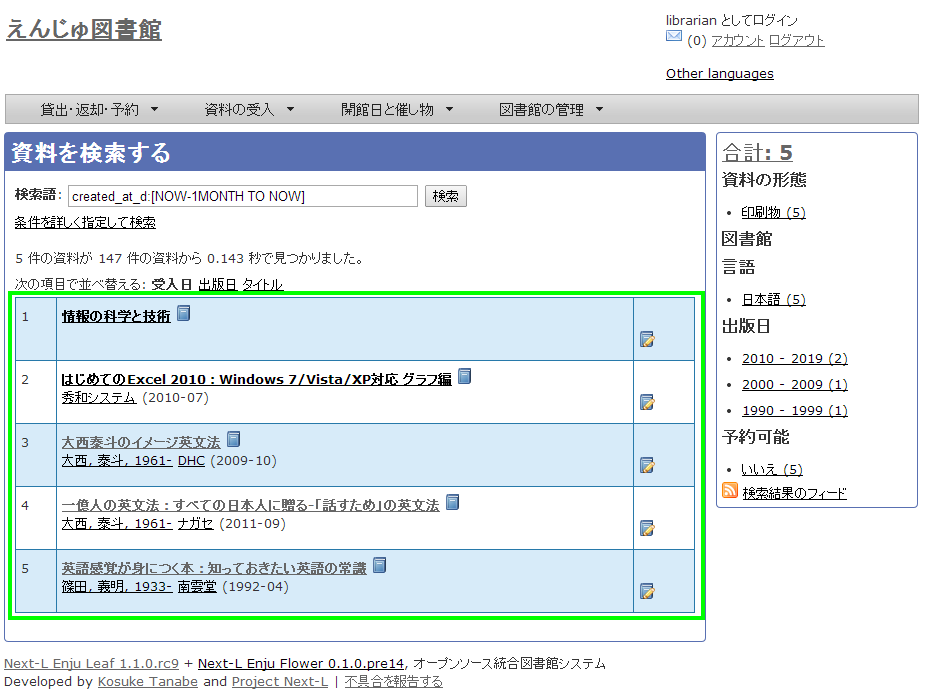 えんじゅ図書館
librarian としてログイン
(0) アカウント ログアウト
Other languages
貸出・返却・予約 資料の受入 開館日と催し物 図書館の管理
資料を検索する
検索語: created_at_d:[NOW-1MONTH TO NOW] 検索
条件を詳しく指定して検索
5 件の資料が 147 件の資料から 0.143 秒で見つかりました。
次の項目で並べ替える: 受入日 出版日 タイトル
1 情報の科学と技術
2 はじめてのExcel 2010 : Windows 7/Vista/XP対応 グラフ編
秀和システム (2010-07)
3 大西泰斗のイメージ英文法
大西, 泰斗, 1961- DHC (2009-10)
4 一億人の英文法 : すべての日本人に贈る-「話すため」の英文法
大西, 泰斗, 1961- ナガセ (2011-09)
5 英語感覚が身につく本 : 知っておきたい英語の常識
篠田, 義明, 1933- 南雲堂 (1992-04)
合計: 5
資料の形態
• 印刷物 (5)
図書館
言語
• 日本語 (5)
出版日
• 2010 - 2019 (2)
• 2000 - 2009 (1)
• 1990 - 1999 (1)
予約可能
• いいえ (5)
検索結果のフィード
Next-L Enju Leaf 1.1.0.rc9 + Next-L Enju Flower 0.1.0.pre14, オープンソース統合図書館システム
Developed by Kosuke Tanabe and Project Next-L | 不具合を報告する